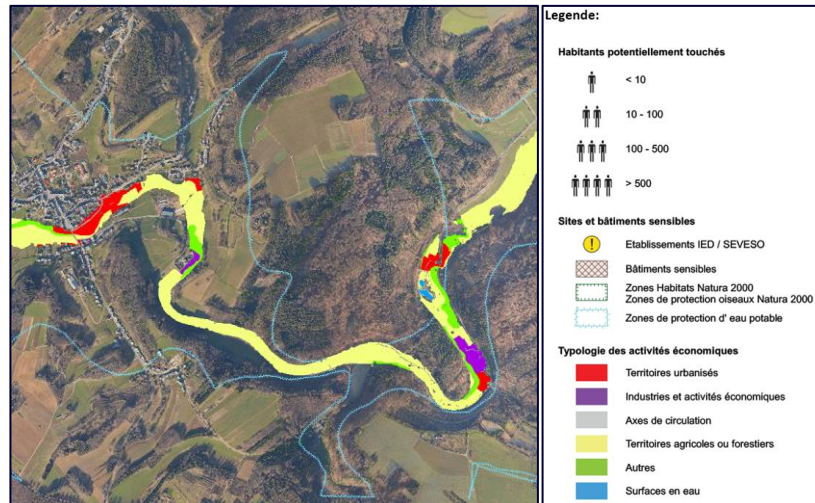 Legende:
Habitants potentiellement touchés
< 10
10 - 100
100 - 500
> 500
Sites et bâtiments sensibles
Etablissements IED / SEVESO
Bâtiments sensibles
Zones Habitats Natura 2000
Zones de protection oiseaux Natura 2000
Zones de protection d' eau potable
Typologie des activités économiques
Territoires urbanisés
Industries et activités économiques
Axes de circulation
Territoires agricoles ou forestiers
Autres
Surfaces en eau